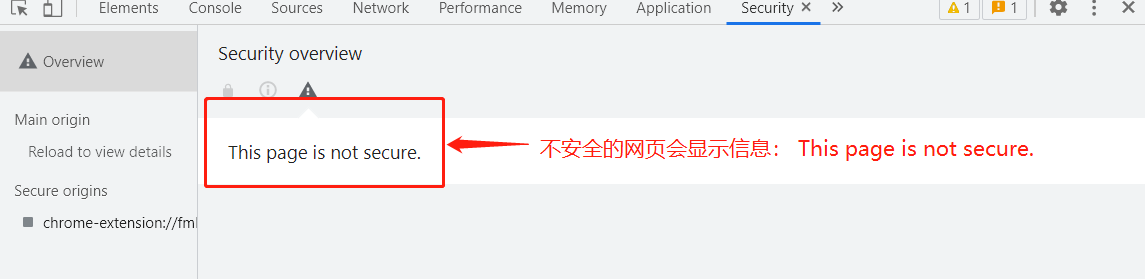 Elements Console Sources Network Performance Memory Application Security » 1 1
Overview
Security overview
Main origin
Reload to view details
This page is not secure.
不安全的网页会显示信息： This page is not secure.
Secure origins
chrome-extension://fml